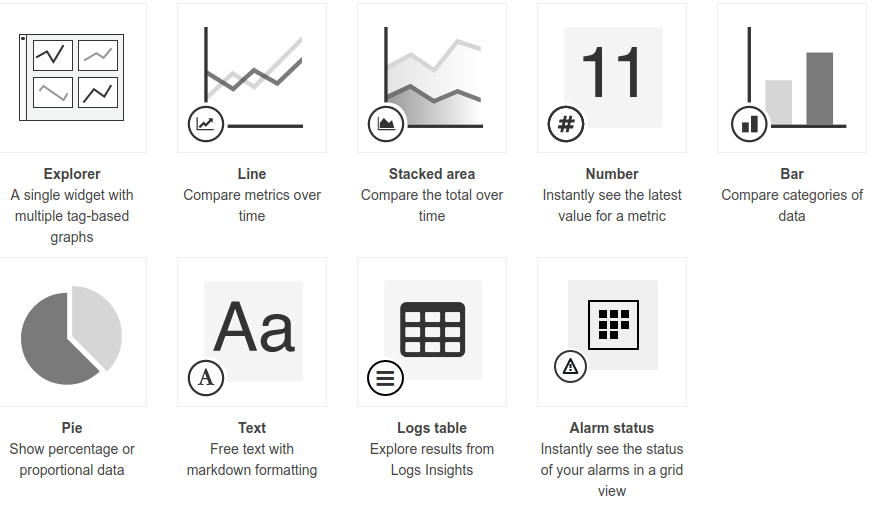 11
#
Explorer
A single widget with
multiple tag-based
graphs
Line
Compare metrics over
time
Stacked area
Compare the total over
time
Number
Instantly see the latest
value for a metric
Bar
Compare categories of
data
Aa
A
Pie
Show percentage or
proportional data
Text
Free text with
markdown formatting
Logs table
Explore results from
Logs Insights
Alarm status
Instantly see the status
of your alarms in a grid
view